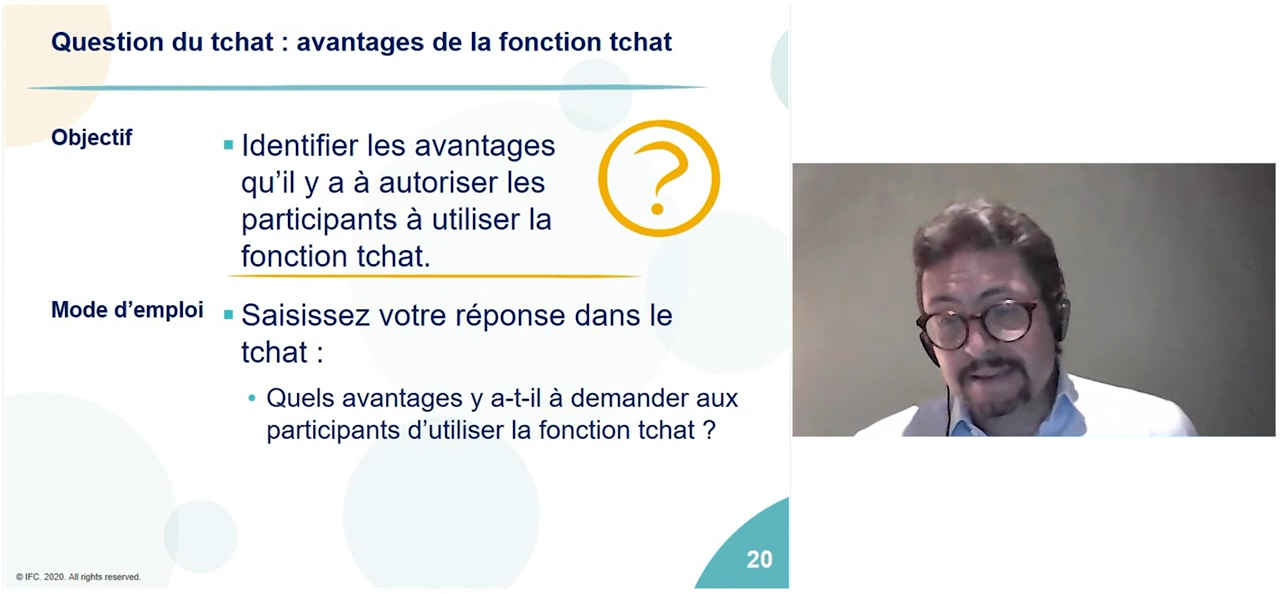 Question du tchat : avantages de la fonction tchat
Objectif
Identifier les avantages
qu’il y a à autoriser les
participants à utiliser la
fonction tchat.
Mode d’emploi
Saisissez votre réponse dans le
tchat :
Quels avantages y a-t-il à demander aux
participants d’utiliser la fonction tchat ?
20
© IFC. 2020. All rights reserved.